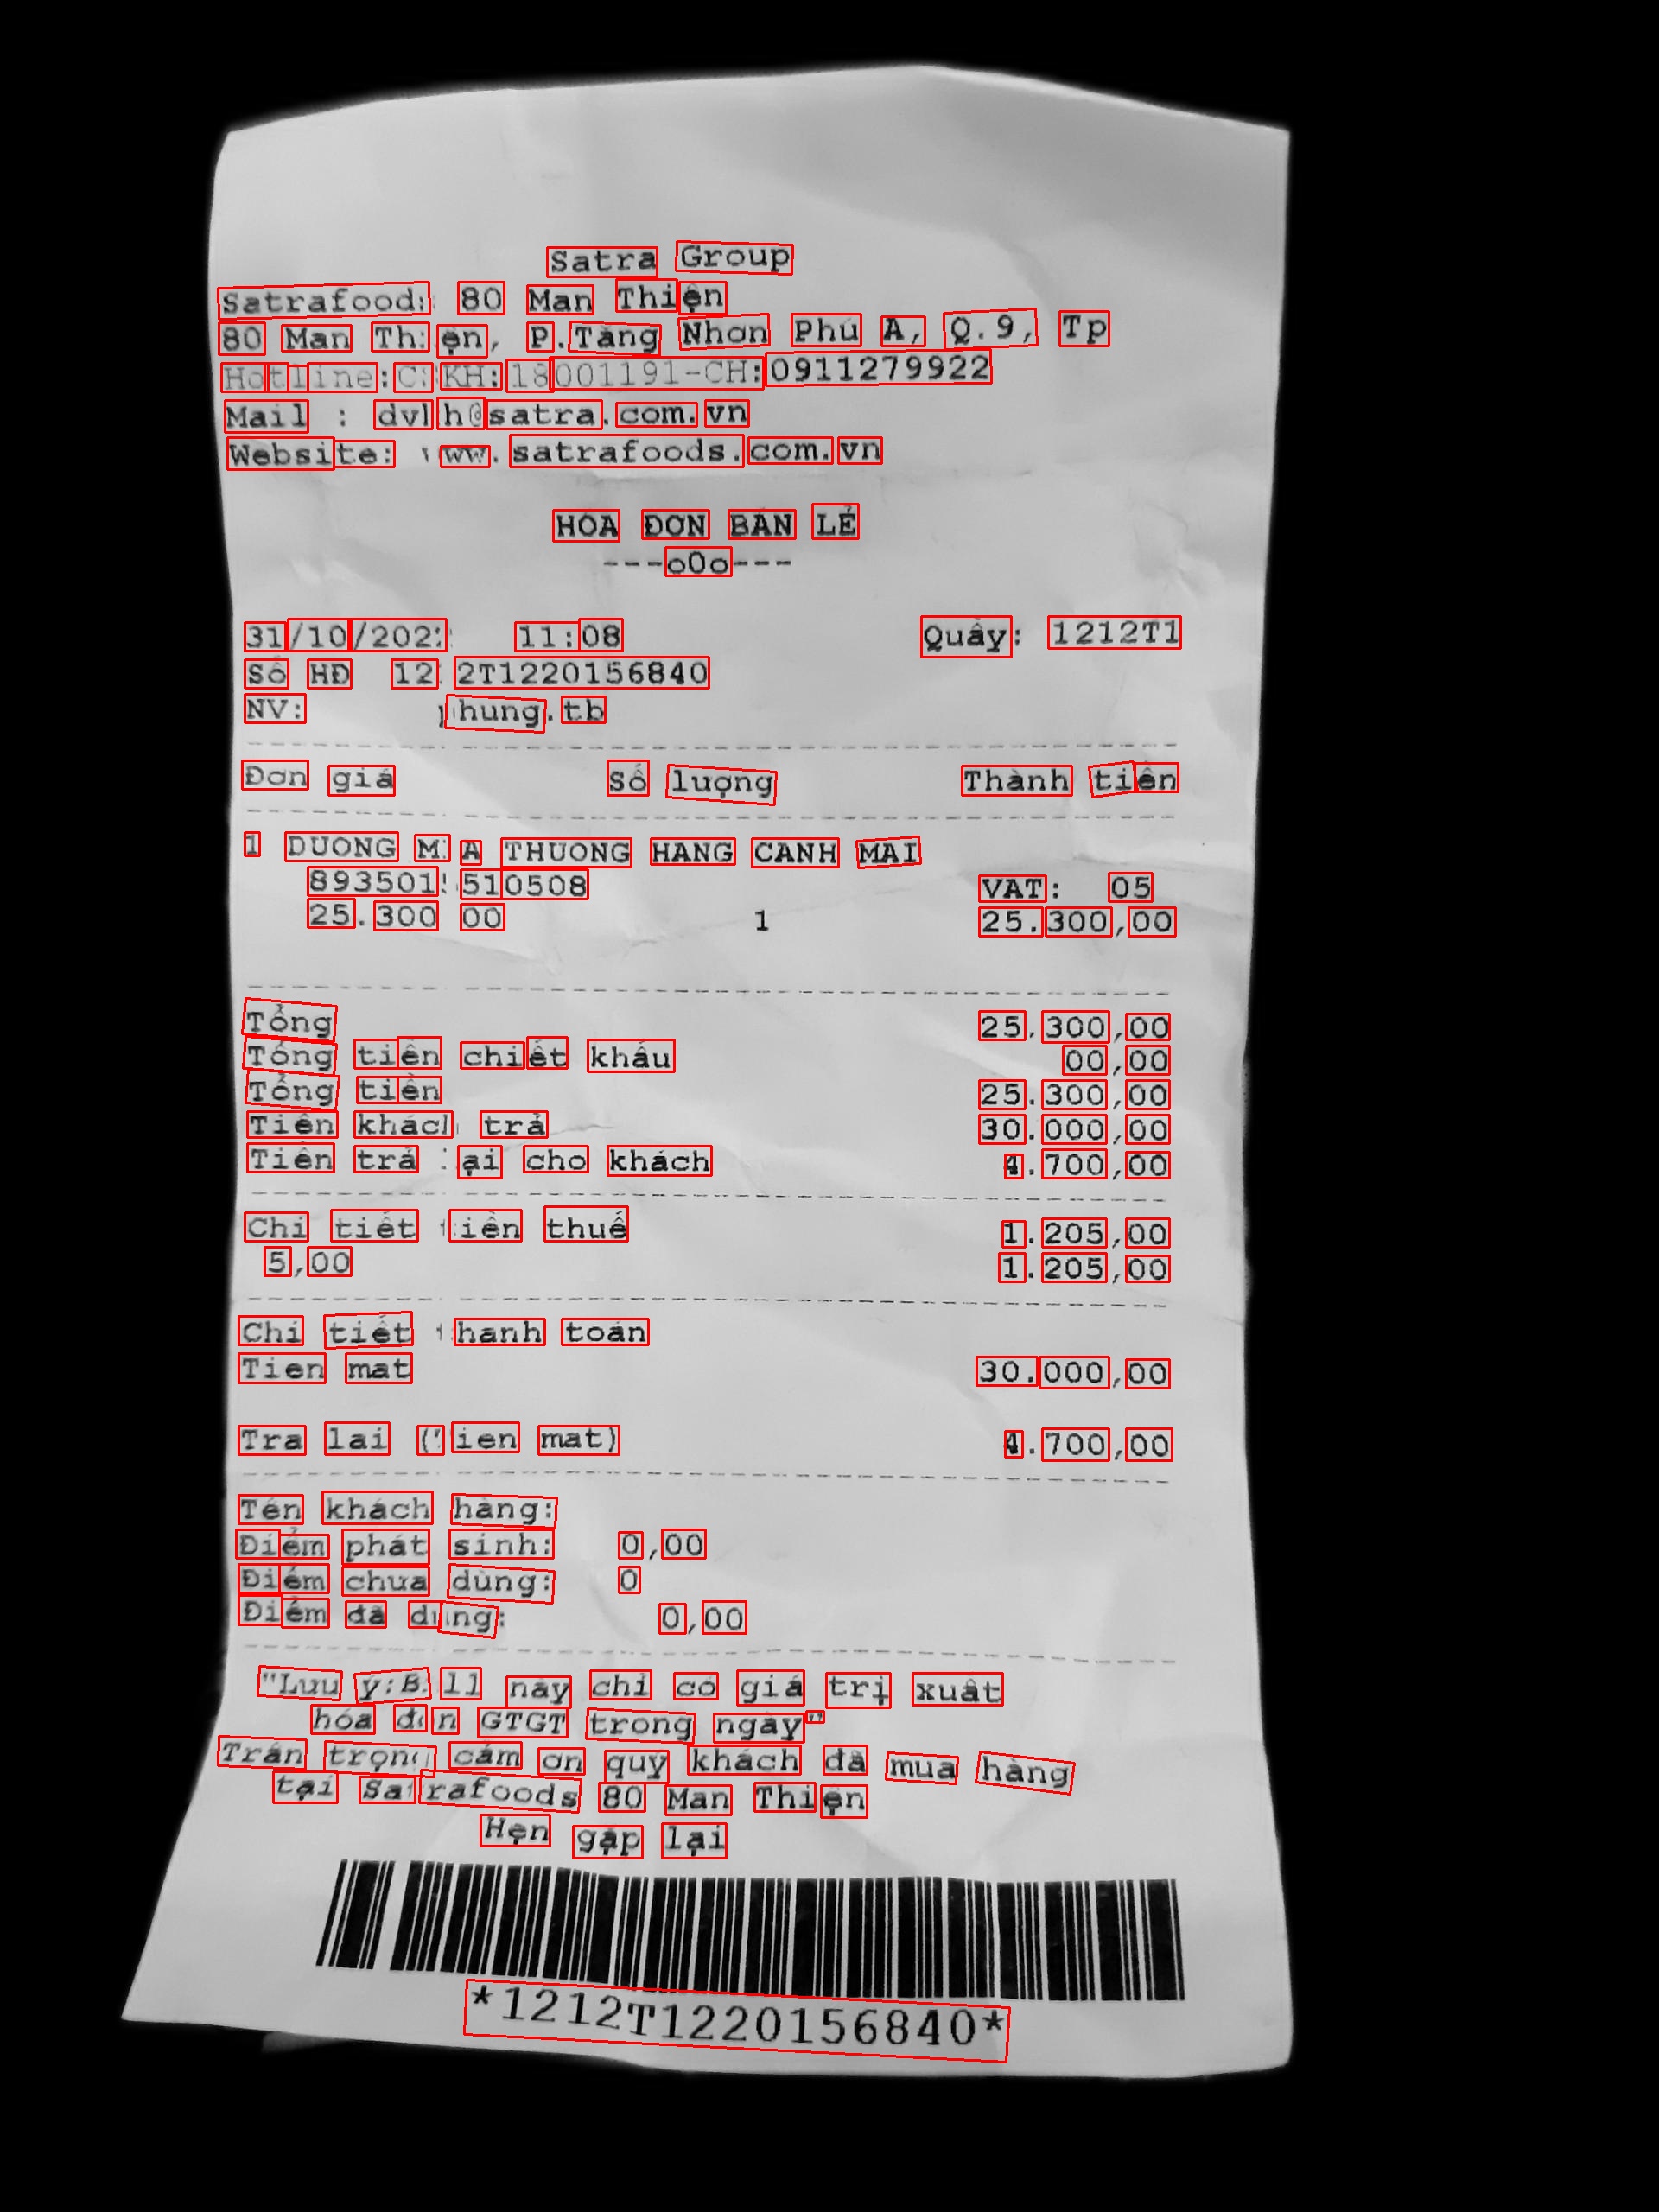 Satra Group
Satrafood: 80 Man Thiện
80 Man Thiện, P.Tăng Nhơn Phú A, Q.9, Tp
Hotline:CSKH:18001191-CH:0911279922
Mail : dvkh@satra.com.vn
Website: www.satrafoods.com.vn
HÓA ĐƠN BÁN LẺ
---oOo---
31/10/202 11:08 Quầy: 1212T1
Số HĐ 1212T1220156840
NV: phung.tb
Đơn giá Số lượng Thành tiền
1 DUONG MIA THUONG HANG CANH MAI
8935015510508 VAT: 05
25.300 00 1 25.300,00
Tổng 25.300,00
Tổng tiền chiết khấu 00,00
Tổng tiền 25.300,00
Tiền khách trả 30.000,00
Tiền trả lại cho khách 4.700,00
Chi tiết tiền thuế 1.205,00
5,00 1.205,00
Chi tiết thanh toán
Tien mat 30.000,00
Tra lai (Tien mat) 4.700,00
Tên khách hàng:
Điểm phát sinh: 0,00
Điểm chưa dùng: 0
Điểm đã dùng: 0,00
"Lưu ý:Bill này chỉ có giá trị xuất
hóa đơn GTGT trong ngày"
Trân trọng cám ơn quý khách đã mua hàng
tại Satrafoods 80 Man Thiện
Hẹn gặp lại
*1212T1220156840*